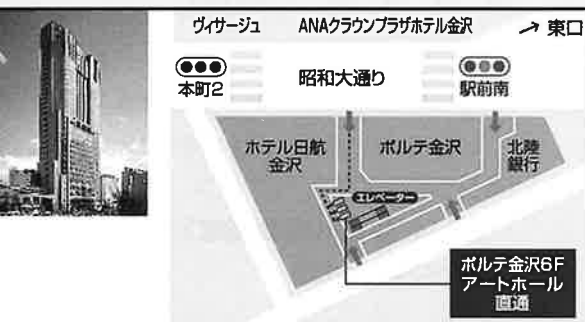 ヴィサージュ
ANAクラウンプラザホテル金沢
東口
本町2
昭和大通り
駅前南
ホテル日航
金沢
ポルテ金沢
北陸
銀行
エレベーター
ポルテ金沢6F
アートホール
直通